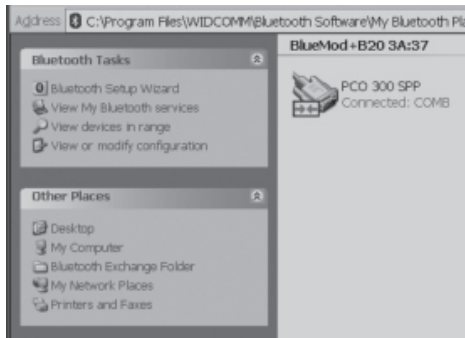 Address C:\Program Files\WIDCOMM\Bluetooth Software\My Bluetooth Pla
BlueMod+B20 3A:37
Bluetooth Tasks
Bluetooth Setup Wizard
View My Bluetooth services
View devices in range
View or modify configuration
PCO 300 SPP
Connected: COM8
Other Places
Desktop
My Computer
Bluetooth Exchange Folder
My Network Places
Printers and Faxes